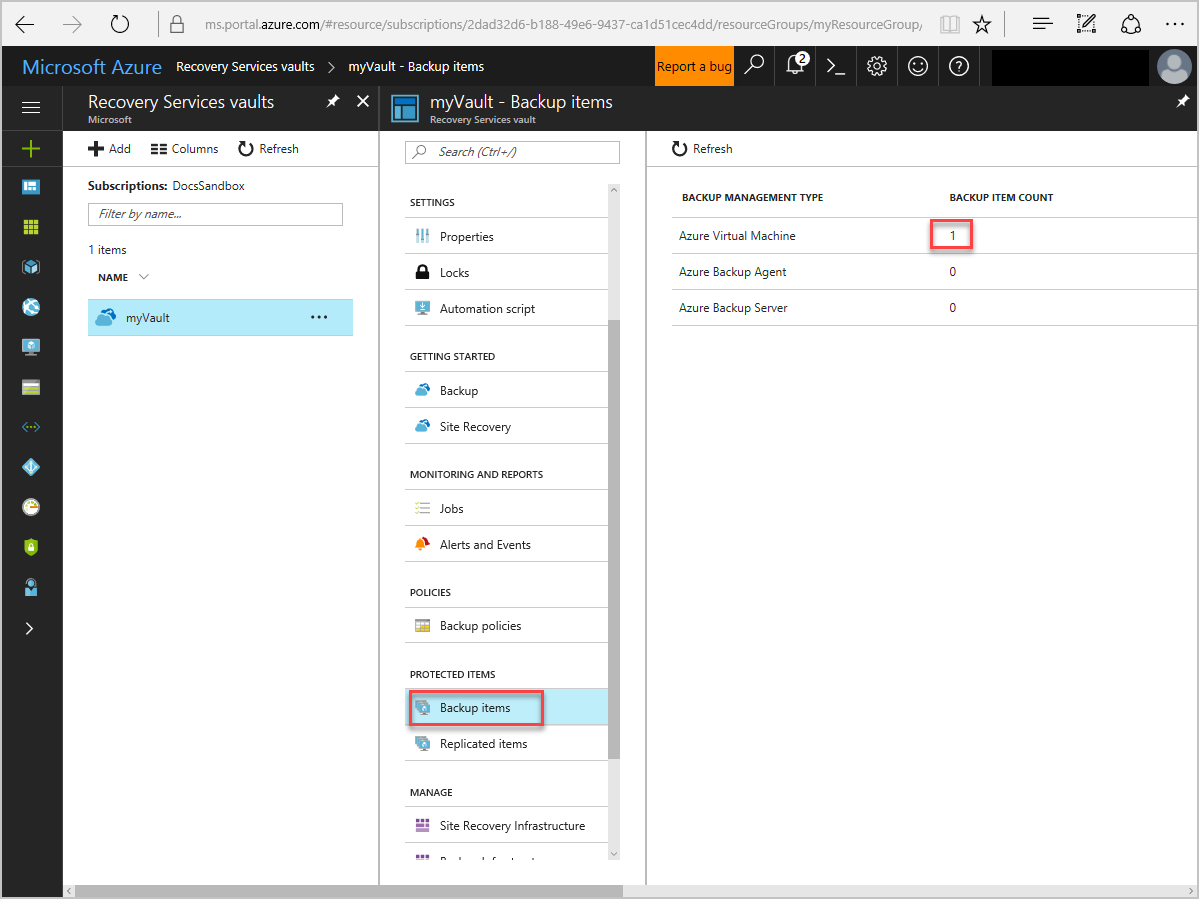 ms.portal.azure.com/#resource/subscriptions/2dad32d6-b188-49e6-9437-ca1d51cec4dd/resourceGroups/myResourceGroup/
Microsoft Azure Recovery Services vaults > myVault - Backup items
Report a bug
2
Recovery Services vaults
Microsoft
Add Columns Refresh
Subscriptions: DocsSandbox
Filter by name...
1 items
NAME
myVault
myVault - Backup items
Recovery Services vault
Search (Ctrl+/)
SETTINGS
Properties
Locks
Automation script
GETTING STARTED
Backup
Site Recovery
MONITORING AND REPORTS
Jobs
Alerts and Events
POLICIES
Backup policies
PROTECTED ITEMS
Backup items
Replicated items
MANAGE
Site Recovery Infrastructure
Refresh
BACKUP MANAGEMENT TYPE BACKUP ITEM COUNT
Azure Virtual Machine 1
Azure Backup Agent 0
Azure Backup Server 0